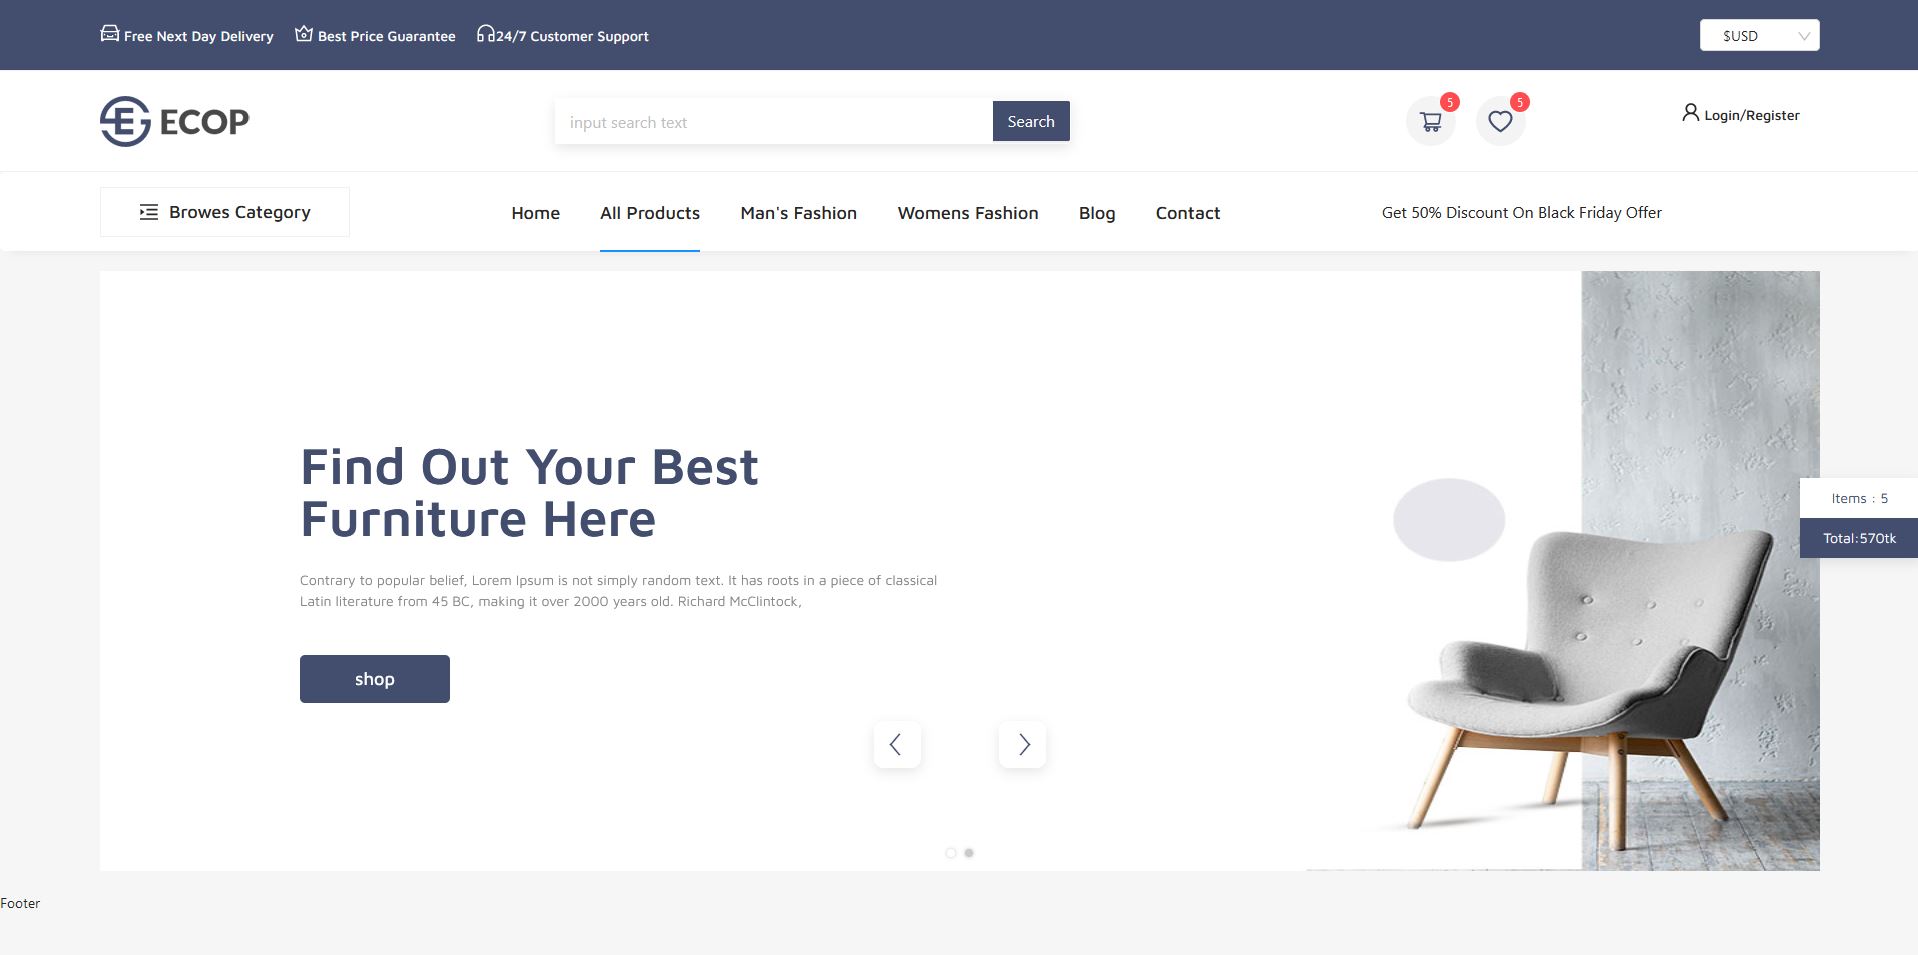 Free Next Day Delivery
Best Price Guarantee
24/7 Customer Support
$USD
ECOP
input search text
Search
5
5
Login/Register
Browes Category
Home
All Products
Man's Fashion
Womens Fashion
Blog
Contact
Get 50% Discount On Black Friday Offer
Find Out Your Best
Furniture Here
Contrary to popular belief, Lorem Ipsum is not simply random text. It has roots in a piece of classical
Latin literature from 45 BC, making it over 2000 years old. Richard McClintock,
shop
Items : 5
Total:570tk
Footer